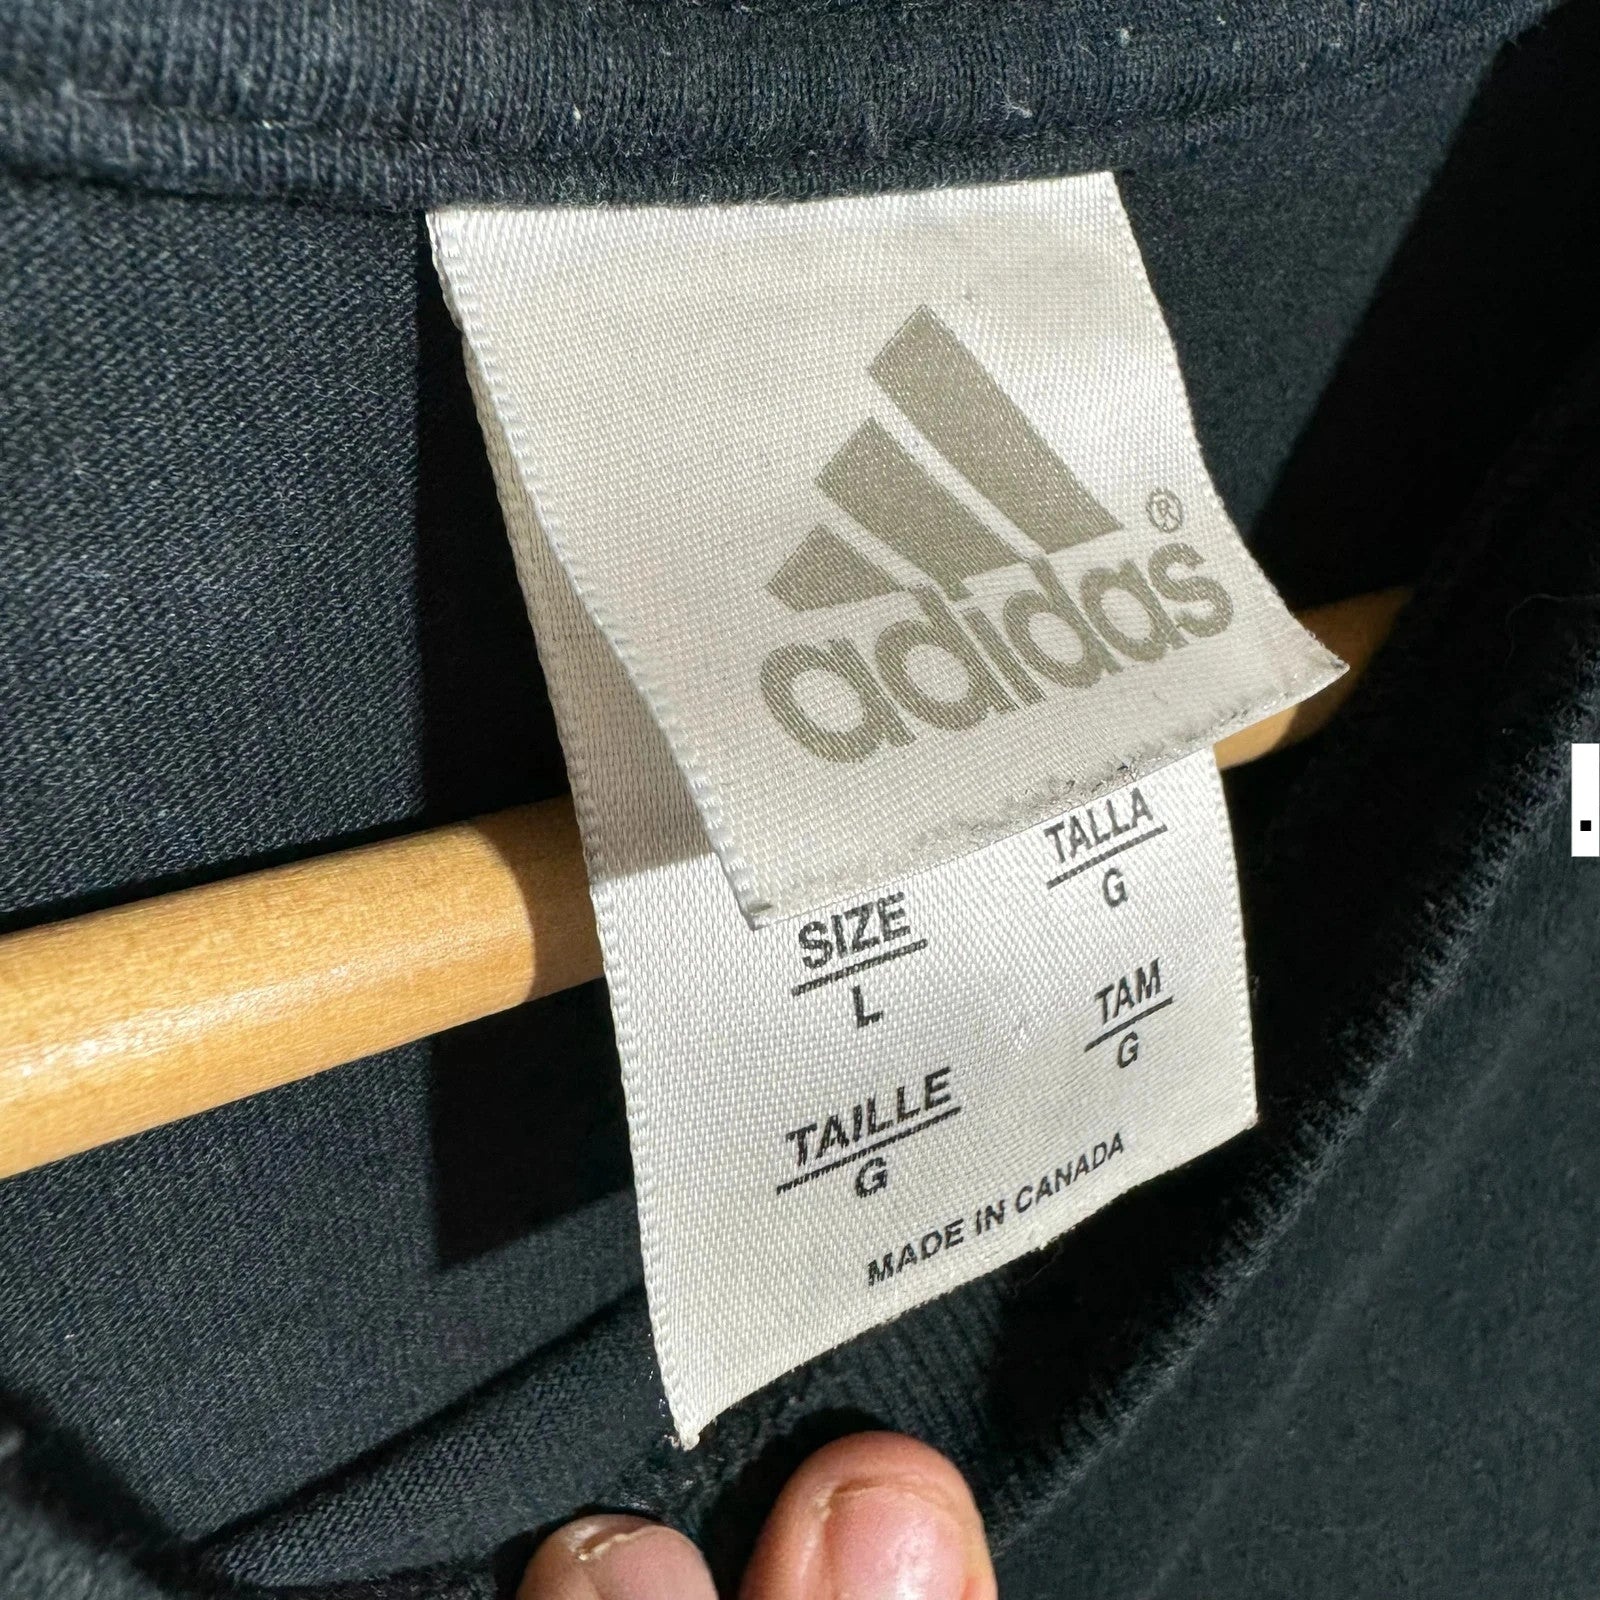 adidas®
SIZE
L
TALLA
G
TAILLE
G
TAM
G
MADE IN CANADA
.